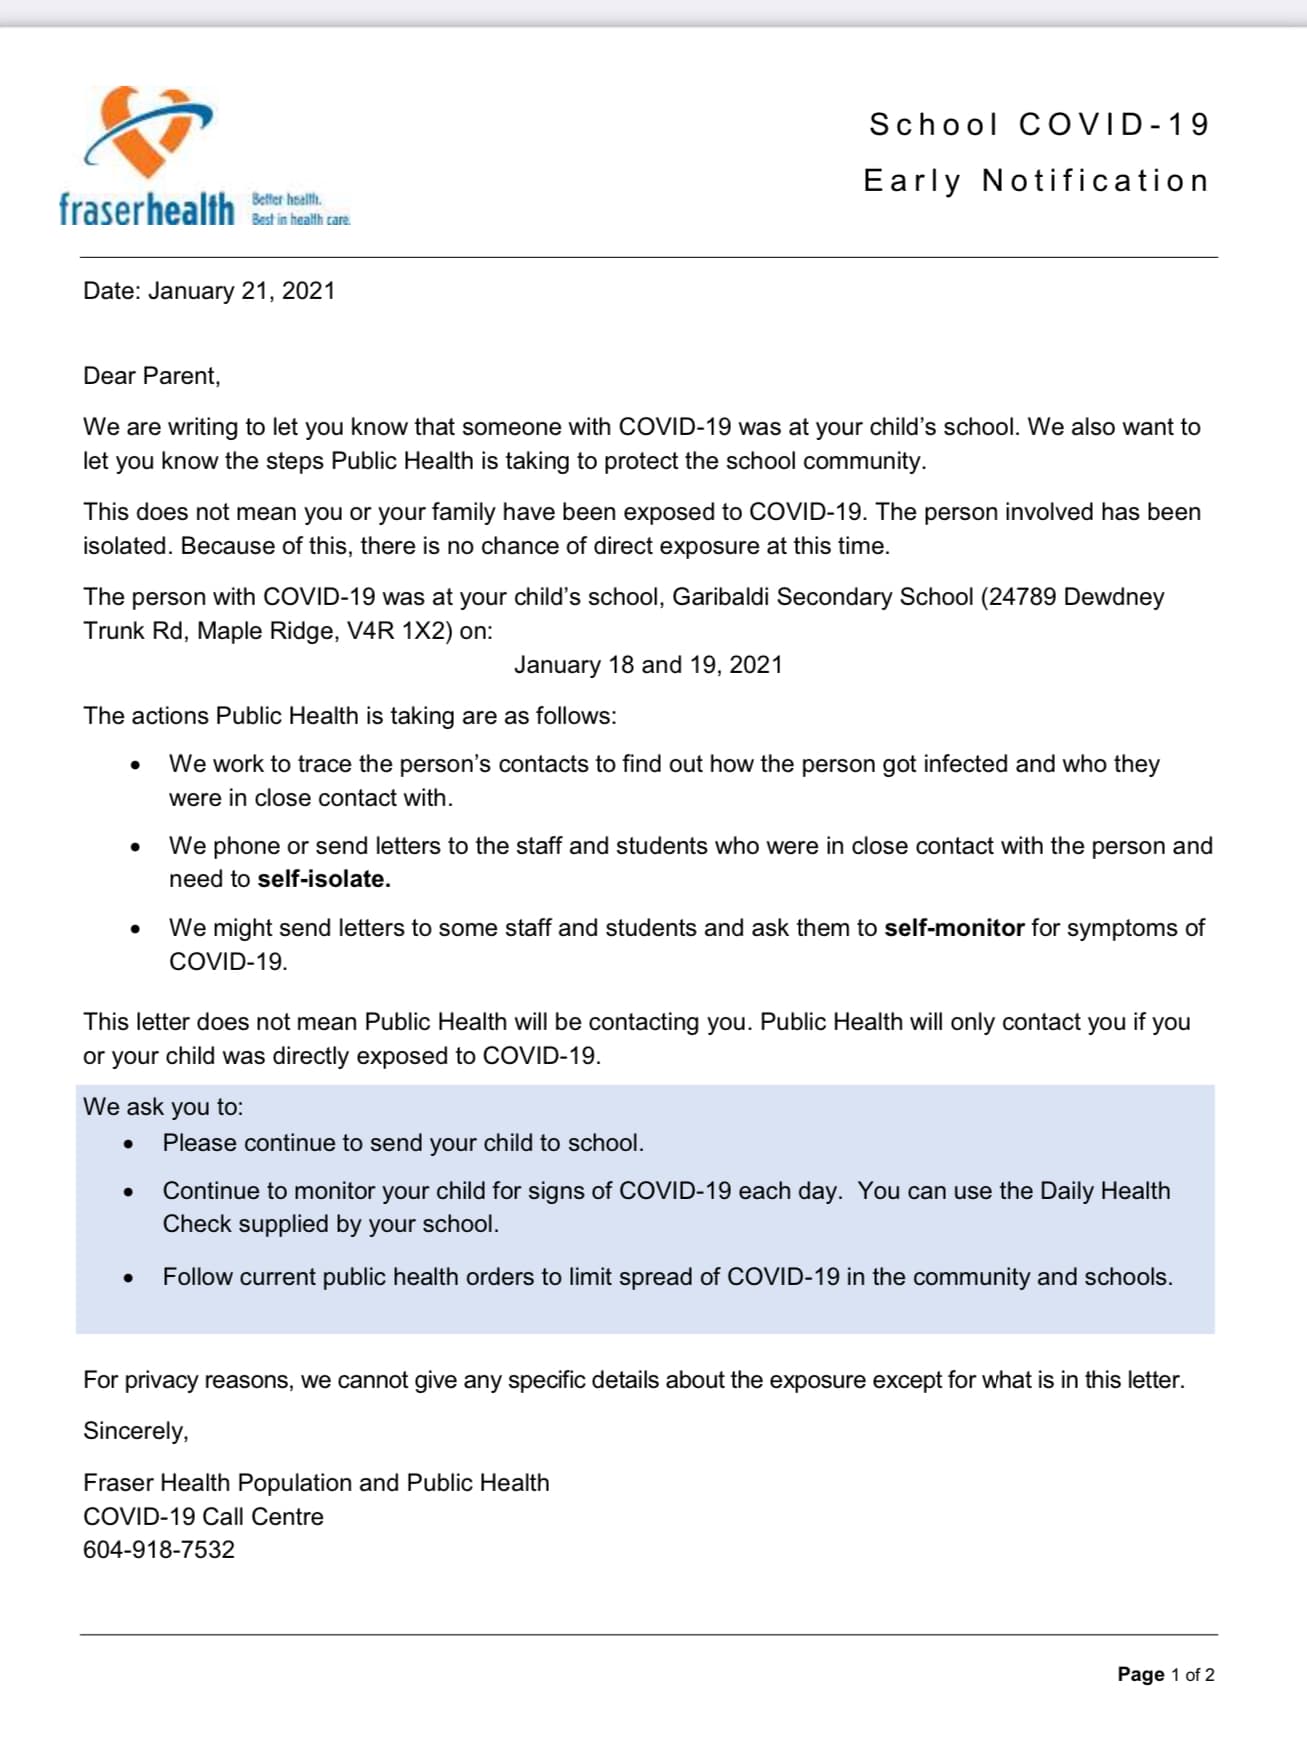 fraserhealth
Better health.
Best in health care.
School COVID-19
Early Notification
Date: January 21, 2021
Dear Parent,
We are writing to let you know that someone with COVID-19 was at your child’s school. We also want to
let you know the steps Public Health is taking to protect the school community.
This does not mean you or your family have been exposed to COVID-19. The person involved has been
isolated. Because of this, there is no chance of direct exposure at this time.
The person with COVID-19 was at your child’s school, Garibaldi Secondary School (24789 Dewdney
Trunk Rd, Maple Ridge, V4R 1X2) on:
January 18 and 19, 2021
The actions Public Health is taking are as follows:
• We work to trace the person’s contacts to find out how the person got infected and who they
were in close contact with.
• We phone or send letters to the staff and students who were in close contact with the person and
need to self-isolate.
• We might send letters to some staff and students and ask them to self-monitor for symptoms of
COVID-19.
This letter does not mean Public Health will be contacting you. Public Health will only contact you if you
or your child was directly exposed to COVID-19.
We ask you to:
• Please continue to send your child to school.
• Continue to monitor your child for signs of COVID-19 each day.  You can use the Daily Health
Check supplied by your school.
• Follow current public health orders to limit spread of COVID-19 in the community and schools.
For privacy reasons, we cannot give any specific details about the exposure except for what is in this letter.
Sincerely,
Fraser Health Population and Public Health
COVID-19 Call Centre
604-918-7532
Page 1 of 2